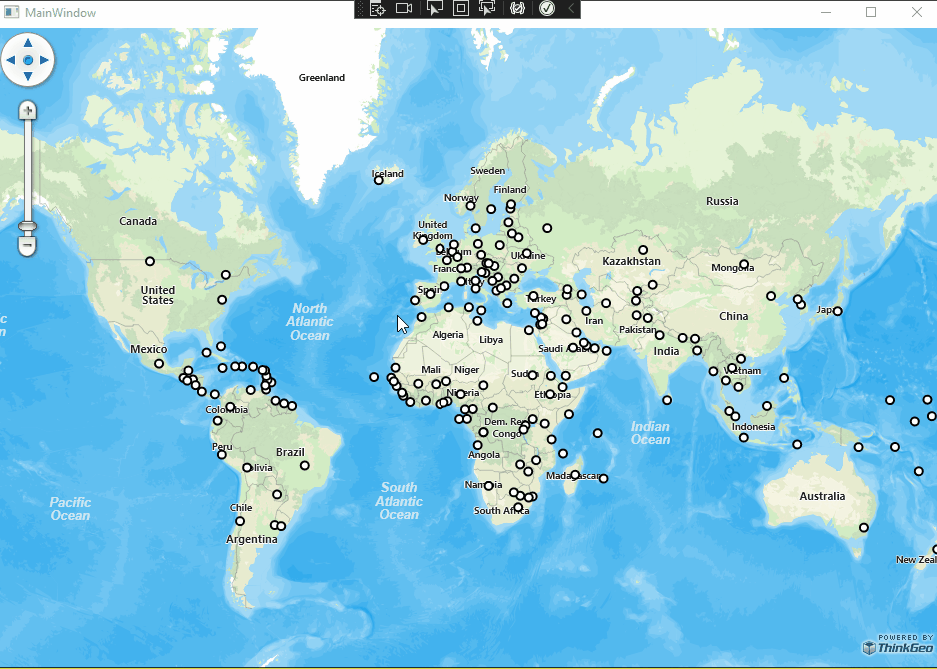 MainWindow
Greenland
Iceland
Sweden
Finland
Norway
Russia
Canada
United
Kingdom
Ukraine
Kazakhstan
Mongolia
United
States
North
Atlantic
Ocean
Spain
Turkey
China
Japan
Iran
Algeria
Libya
Pakistan
Mexico
India
Saudi Arabia
Mali
Niger
Sudan
Vietnam
Nigeria
Ethiopia
Colombia
Dem. Rep
Congo
Indian
Ocean
Indonesia
Peru
Brazil
Angola
Bolivia
Madagascar
Namibia
South
Atlantic
Ocean
Pacific
Ocean
Australia
Chile
South Africa
Argentina
New Zeal
POWERED BY
ThinkGeo